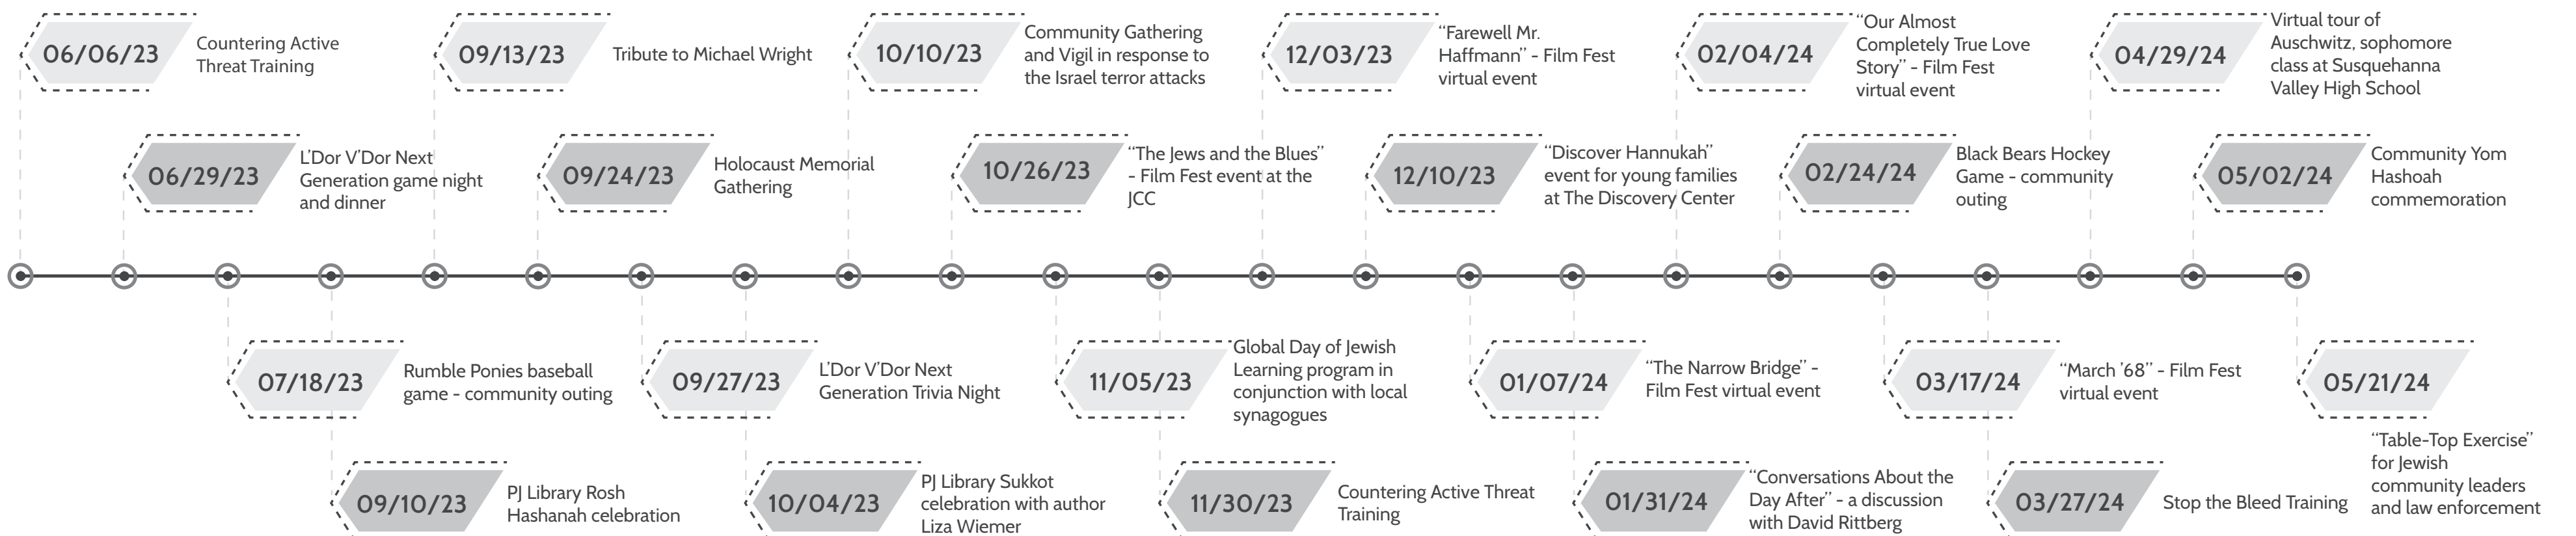 06/06/23
Countering Active
Threat Training
06/29/23
L'Dor V'Dor Next
Generation game night
and dinner
07/18/23
Rumble Ponies baseball
game - community outing
09/10/23
PJ Library Rosh
Hashanah celebration
09/13/23
Tribute to Michael Wright
09/24/23
Holocaust Memorial
Gathering
09/27/23
L'Dor V'Dor Next
Generation Trivia Night
10/04/23
PJ Library Sukkot
celebration with author
Liza Wiemer
10/10/23
Community Gathering
and Vigil in response to
the Israel terror attacks
10/26/23
“The Jews and the Blues”
- Film Fest event at the
JCC
11/05/23
Global Day of Jewish
Learning program in
conjunction with local
synagogues
11/30/23
Countering Active Threat
Training
12/03/23
“Farewell Mr.
Haffmann” - Film Fest
virtual event
12/10/23
“Discover Hannukah”
event for young families
at The Discovery Center
01/07/24
“The Narrow Bridge” -
Film Fest virtual event
01/31/24
“Conversations About the
Day After” - a discussion
with David Rittberg
02/04/24
“Our Almost
Completely True Love
Story” - Film Fest
virtual event
02/24/24
Black Bears Hockey
Game - community
outing
03/17/24
“March '68” - Film Fest
virtual event
03/27/24
Stop the Bleed Training
04/29/24
Virtual tour of
Auschwitz, sophomore
class at Susquehanna
Valley High School
05/02/24
Community Yom
Hashoah
commemoration
05/21/24
“Table-Top Exercise”
for Jewish
community leaders
and law enforcement